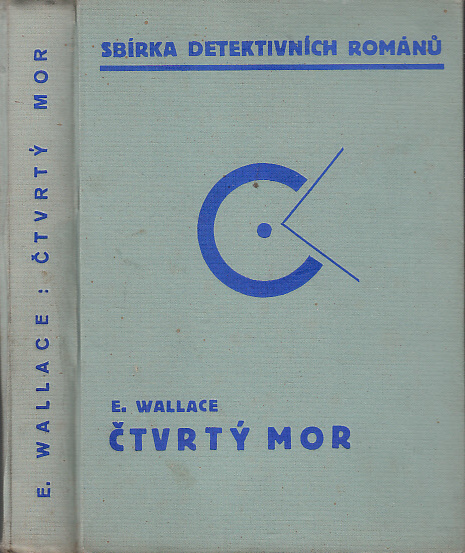 E. WALLACE: ČTVRTÝ MOR
SBÍRKA DETEKTIVNÍCH ROMÁNŮ
E. WALLACE
ČTVRTÝ MOR